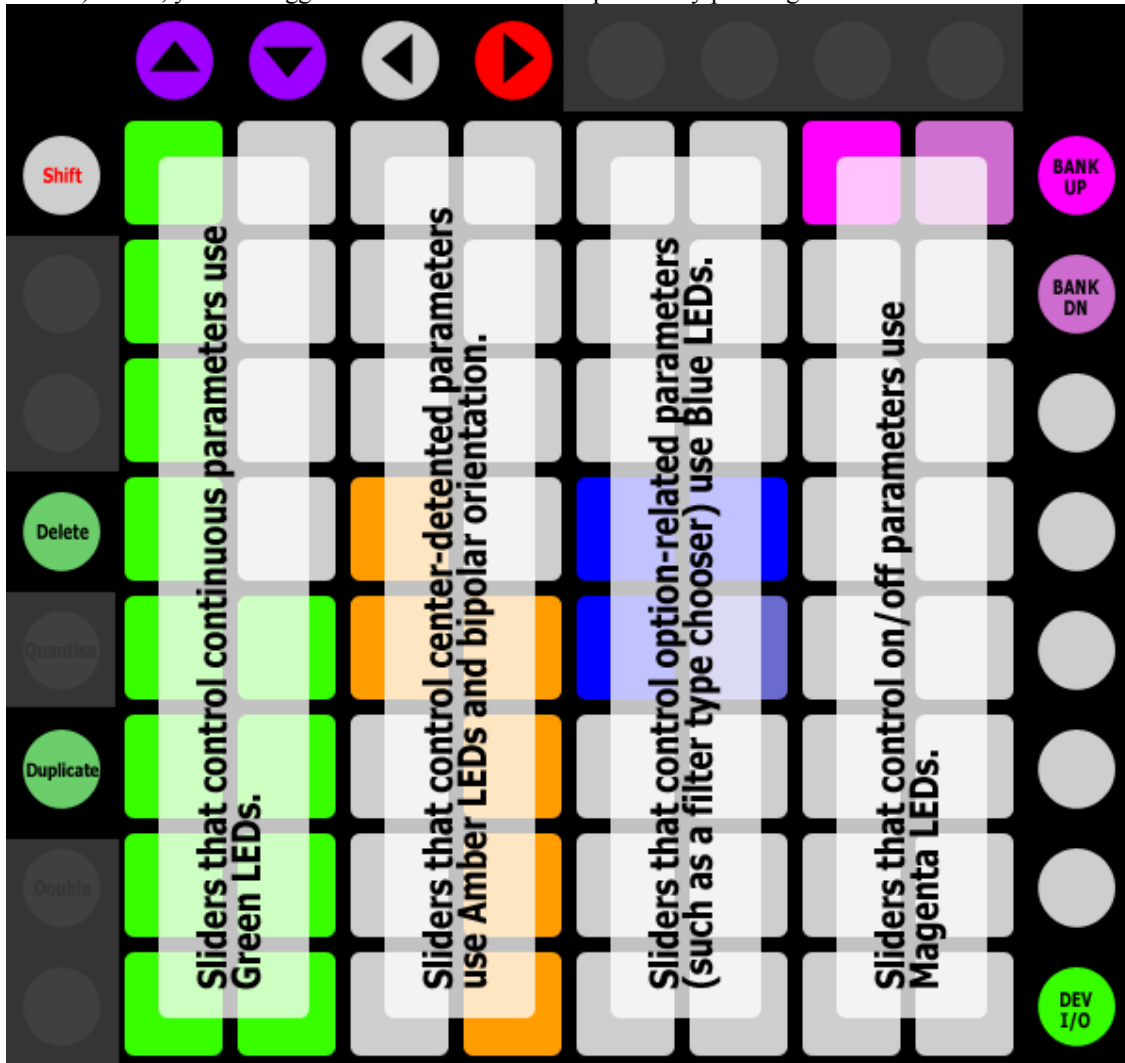 Shift
BANK
UP
BANK
DN
Delete
Quantise
Duplicate
Double
DEV
I/O
Sliders that control continuous parameters use
Green LEDs.
Sliders that control center-detented parameters
use Amber LEDs and bipolar orientation.
Sliders that control option-related parameters
(such as a filter type chooser) use Blue LEDs.
Sliders that control on/off parameters use
Magenta LEDs.